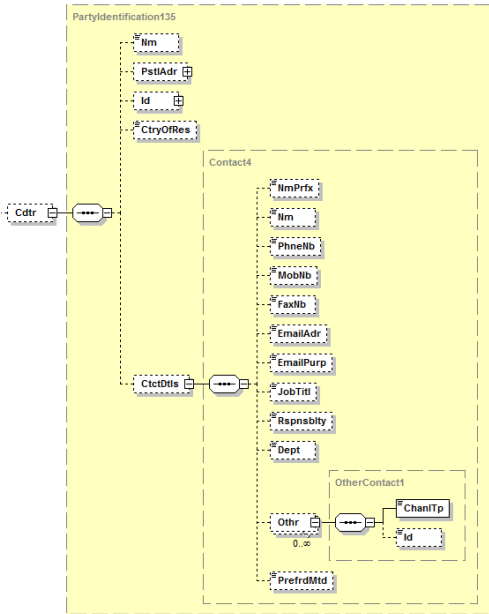 PartyIdentification135
Nm
PstlAdr
Id
CtryOfRes
Contact4
NmPrfx
Cdtr
Nm
PhneNb
MobNb
FaxNb
EmailAdr
EmailPurp
CtctDtls
JobTitl
Rspnsblty
Dept
OtherContact1
ChanlTp
Othr
Id
0..∞
PrefrdMtd